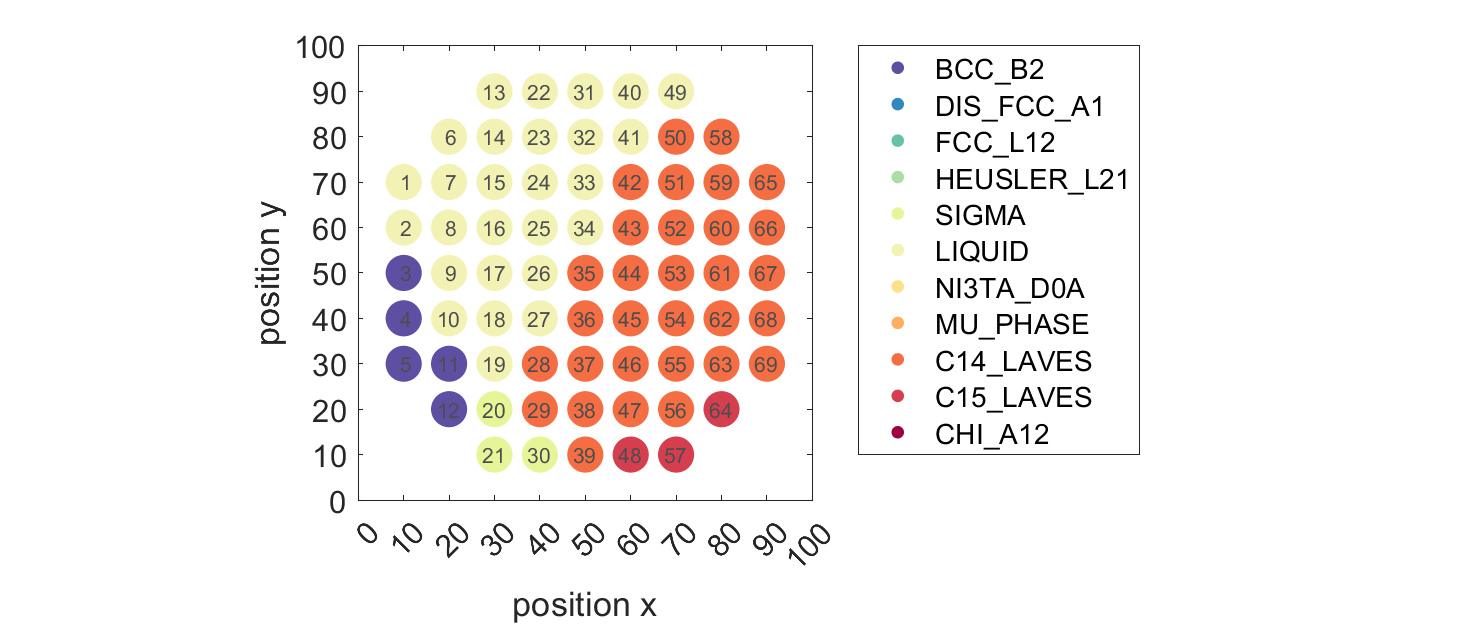 100
90
80
70
60
50
40
30
20
10
0
position y
13 22 31 40 49
6 14 23 32 41 50 58
1 7 15 24 33 42 51 59 65
2 8 16 25 34 43 52 60 66
3 9 17 26 35 44 53 61 67
4 10 18 27 36 45 54 62 68
5 11 19 28 37 46 55 63 69
12 20 29 38 47 56 64
21 30 39 48 57
0 10 20 30 40 50 60 70 80 90 100
position x
BCC_B2
DIS_FCC_A1
FCC_L12
HEUSLER_L21
SIGMA
LIQUID
NI3TA_D0A
MU_PHASE
C14_LAVES
C15_LAVES
CHI_A12